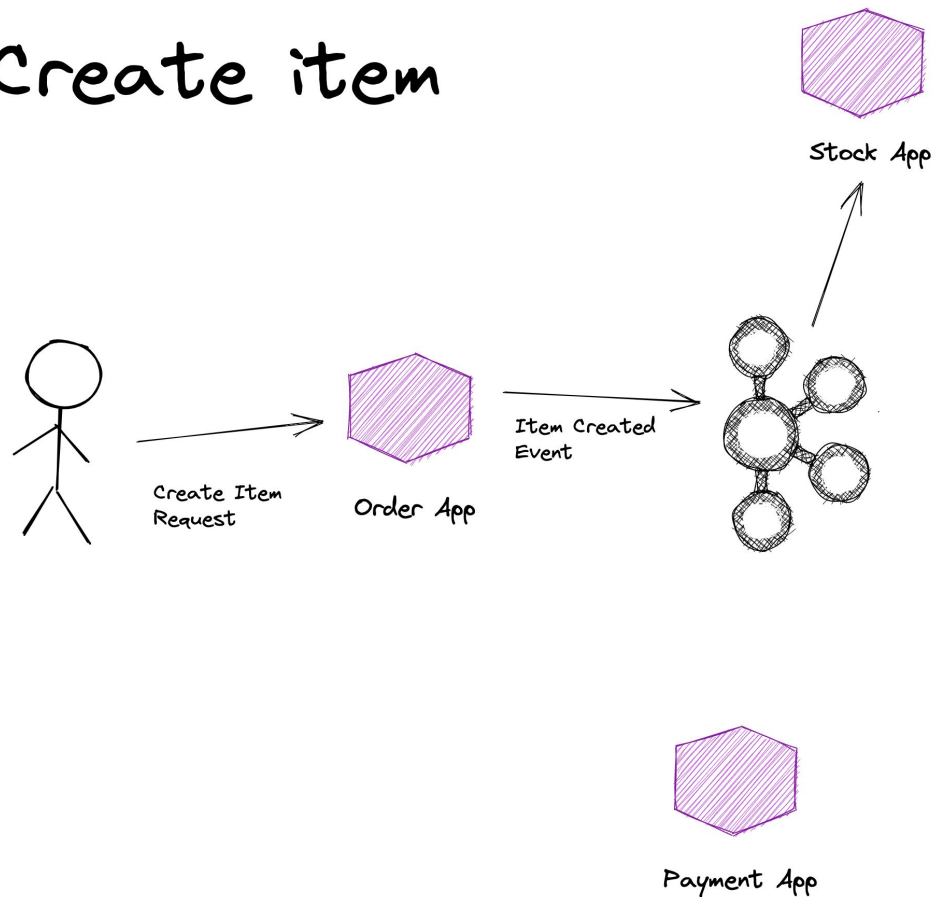 Create item
Stock App
Item Created
Event
Create Item
Request
Order App
Payment App